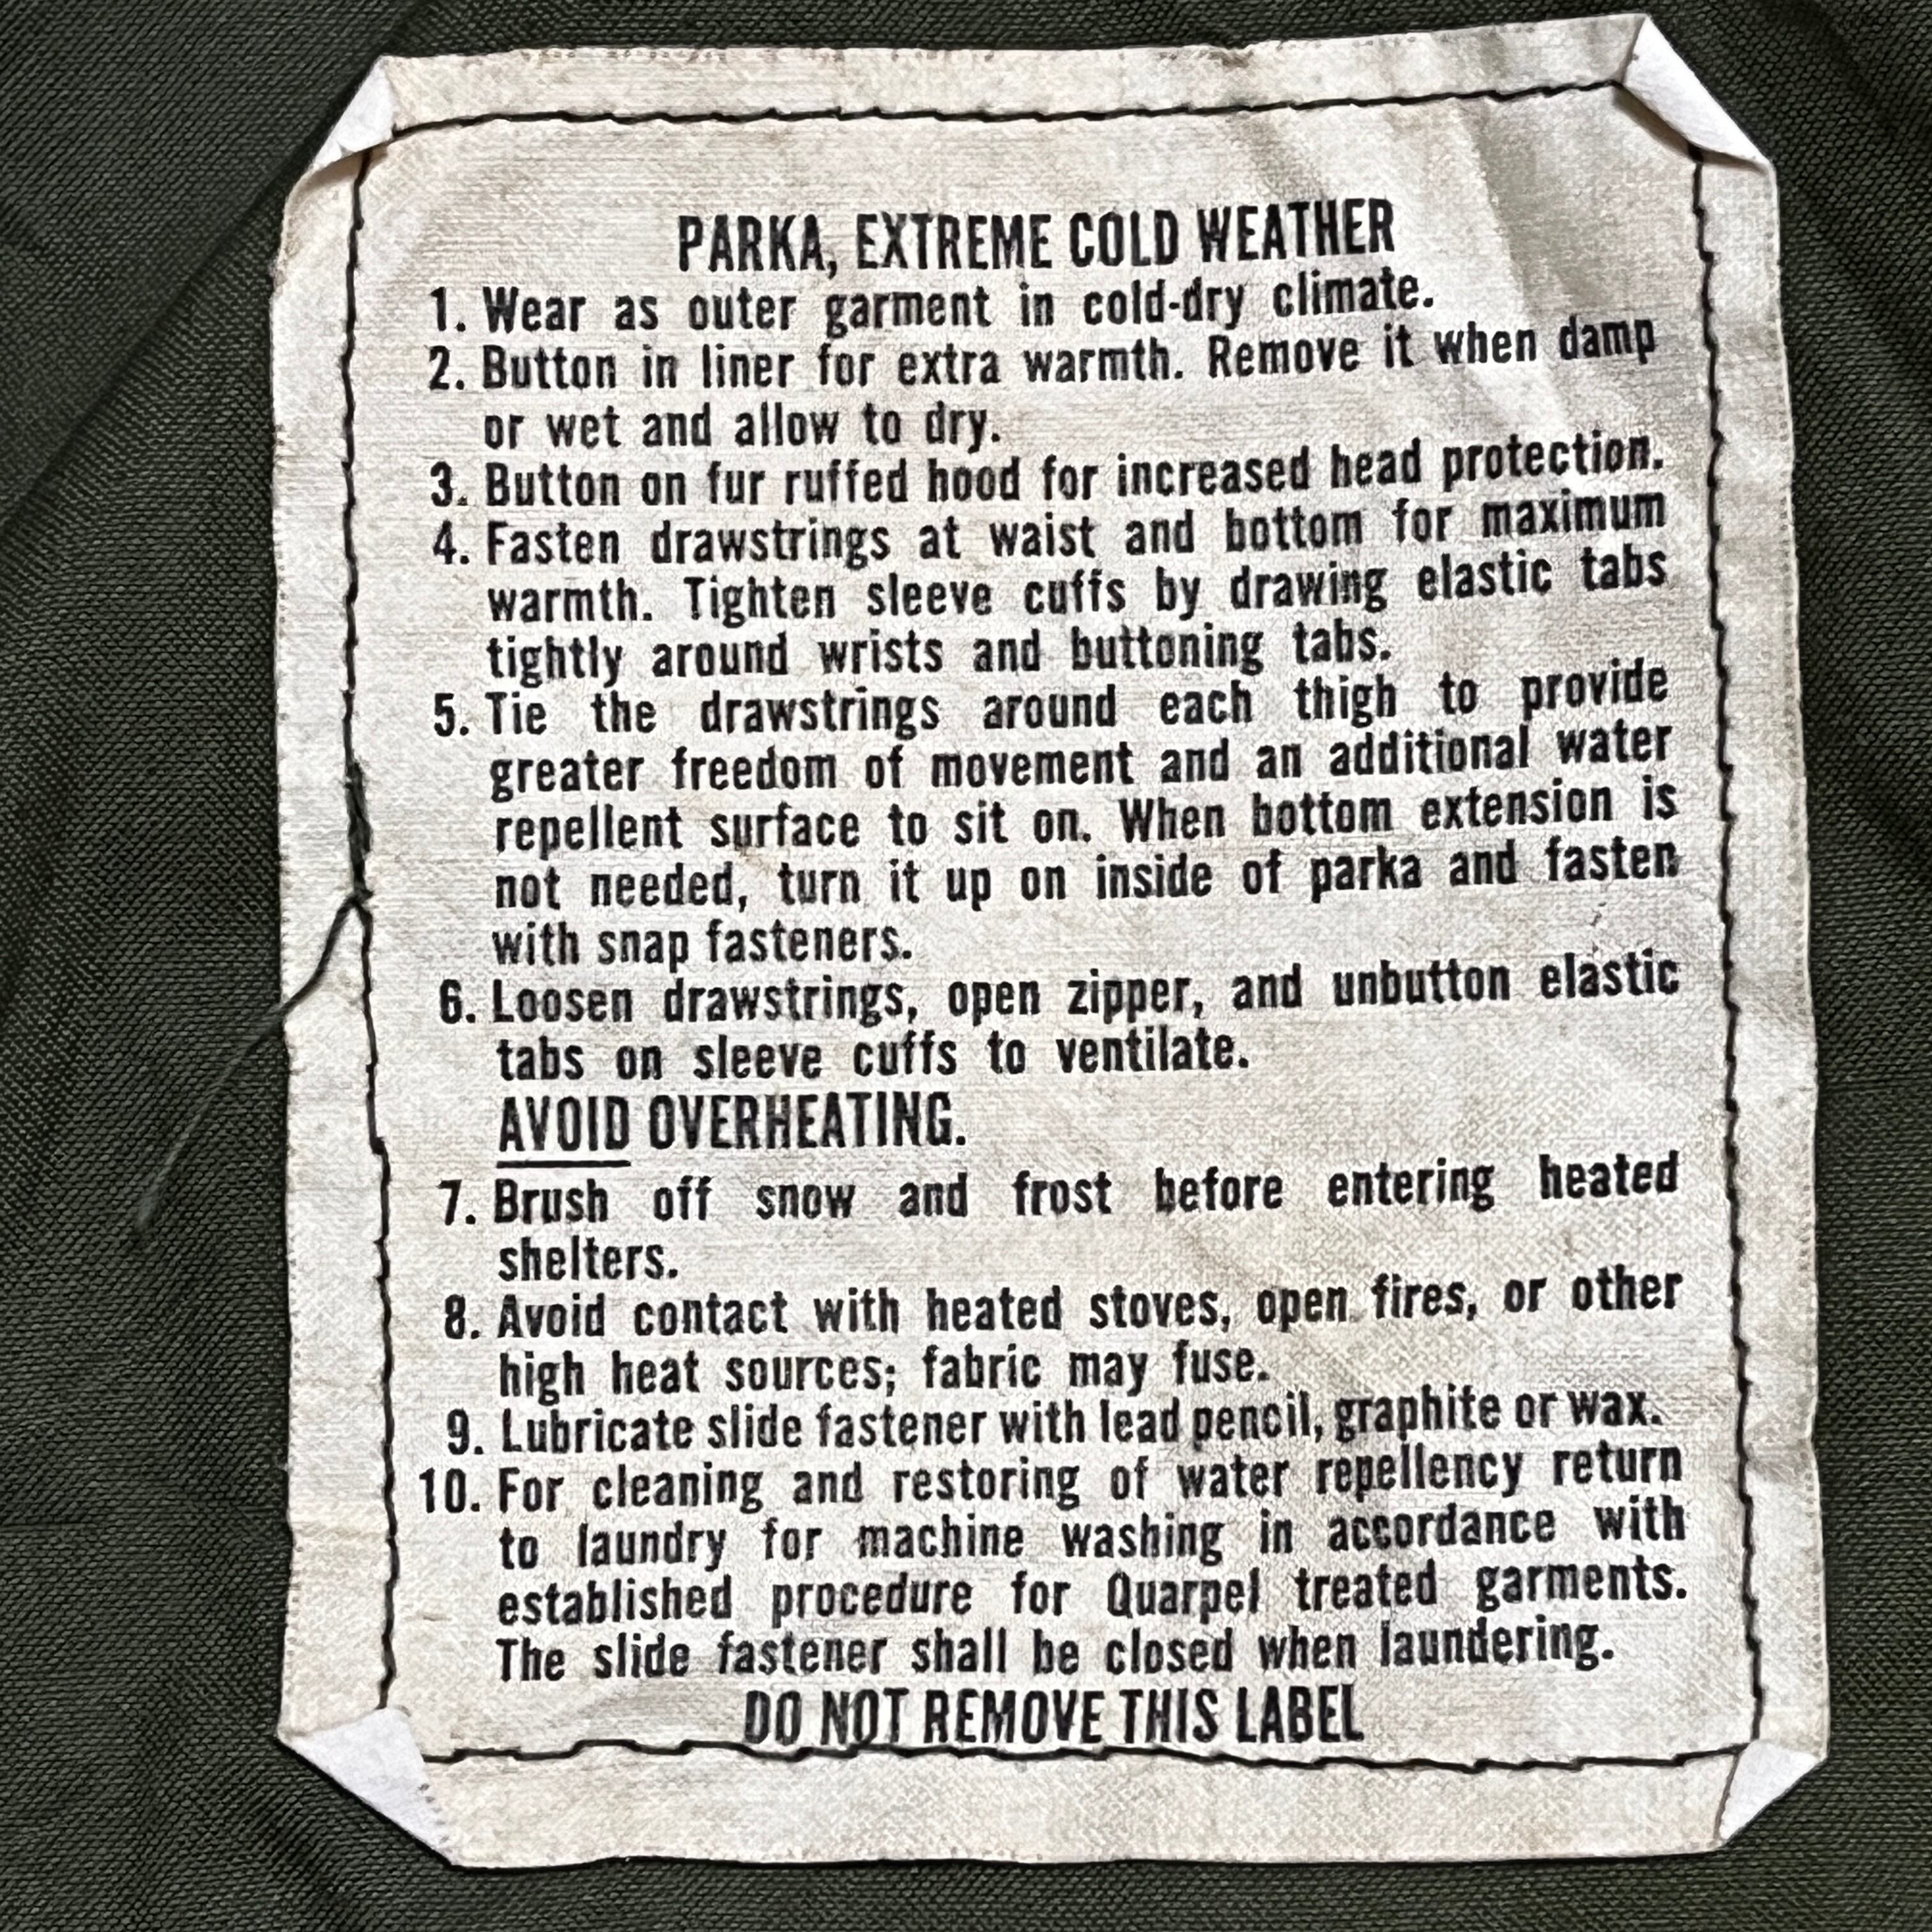 PARKA, EXTREME COLD WEATHER
1. Wear as outer garment in cold-dry climate.
2. Button in liner for extra warmth. Remove it when damp
or wet and allow to dry.
3. Button on fur ruffed hood for increased head protection.
4. Fasten drawstrings at waist and bottom for maximum
warmth. Tighten sleeve cuffs by drawing elastic tabs
tightly around wrists and buttoning tabs.
5. Tie the drawstrings around each thigh to provide
greater freedom of movement and an additional water
repellent surface to sit on. When bottom extension is
not needed, turn it up on inside of parka and fasten
with snap fasteners.
6. Loosen drawstrings, open zipper, and unbutton elastic
tabs on sleeve cuffs to ventilate.
AVOID OVERHEATING.
7. Brush off snow and frost before entering heated
shelters.
8. Avoid contact with heated stoves, open fires, or other
high heat sources; fabric may fuse.
9. Lubricate slide fastener with lead pencil, graphite or wax.
10. For cleaning and restoring of water repellency return
to laundry for machine washing in accordance with
established procedure for Quarpel treated garments.
The slide fastener shall be closed when laundering.
DO NOT REMOVE THIS LABEL